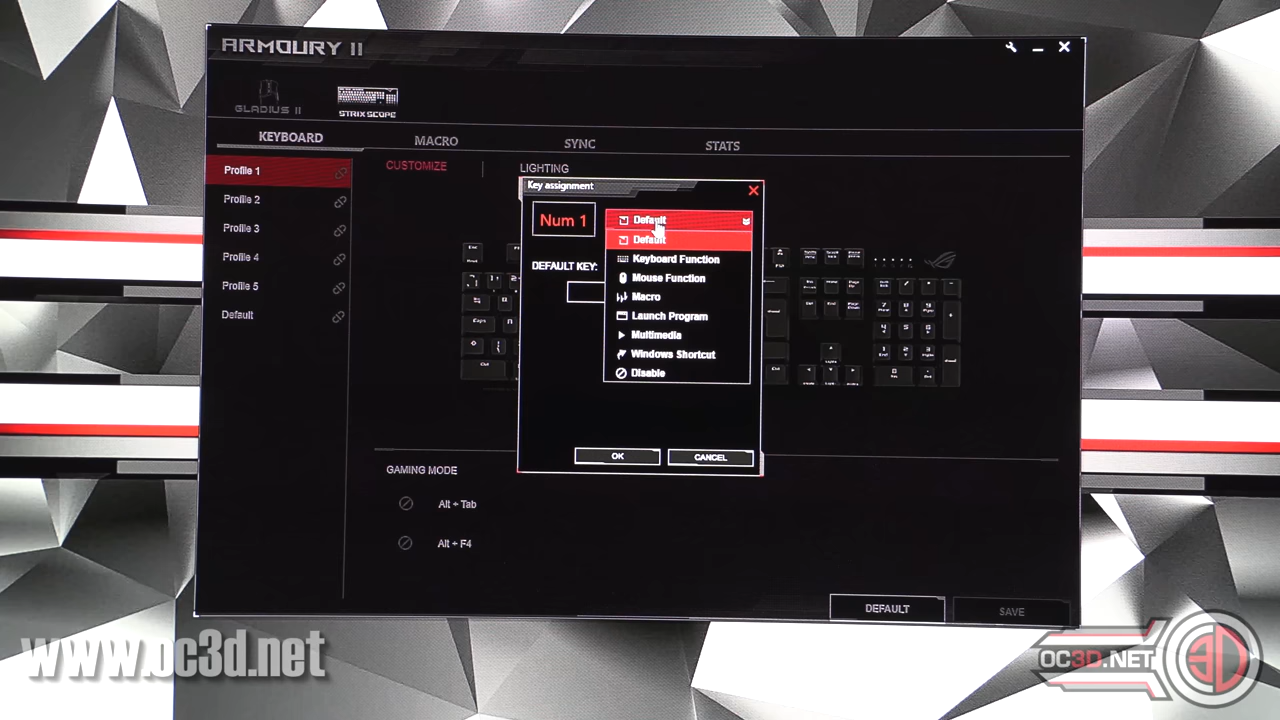 ARMOURY II
GLADIUS II
STRIX SCOPE
KEYBOARD
MACRO
SYNC
STATS
Profile 1
Profile 2
Profile 3
Profile 4
Profile 5
Default
CUSTOMIZE
LIGHTING
Key assignment
Num 1
Default
Default
Keyboard Function
Mouse Function
Macro
Launch Program
Multimedia
Windows Shortcut
Disable
DEFAULT KEY:
OK
CANCEL
GAMING MODE
Alt + Tab
Alt + F4
DEFAULT
SAVE
www.oc3d.net
OC3D.NET
3D